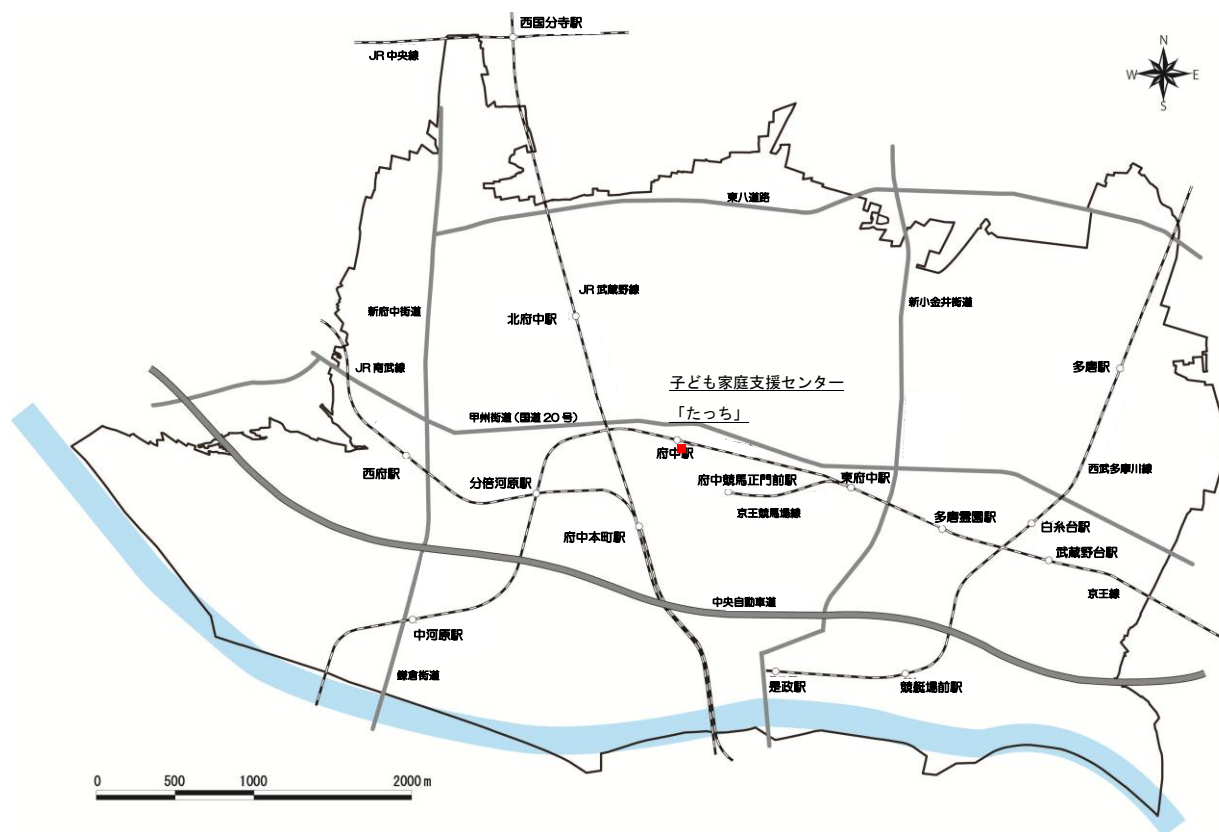 西国分寺駅
JR 中央線
N
W
E
S
東八道路
JR 武蔵野線
新府中街道
北府中駅
新小金井街道
JR 南武線
多磨駅
子ども家庭支援センター
「たっち」
甲州街道(国道20号)
府中駅
西府駅
分倍河原駅
府中競馬正門前駅
東府中駅
西武多摩川線
京王競馬場線
府中本町駅
多磨霊園駅
白糸台駅
武蔵野台駅
京王線
中央自動車道
中河原駅
鎌倉街道
是政駅
競艇場前駅
0 500 1000 2000 m